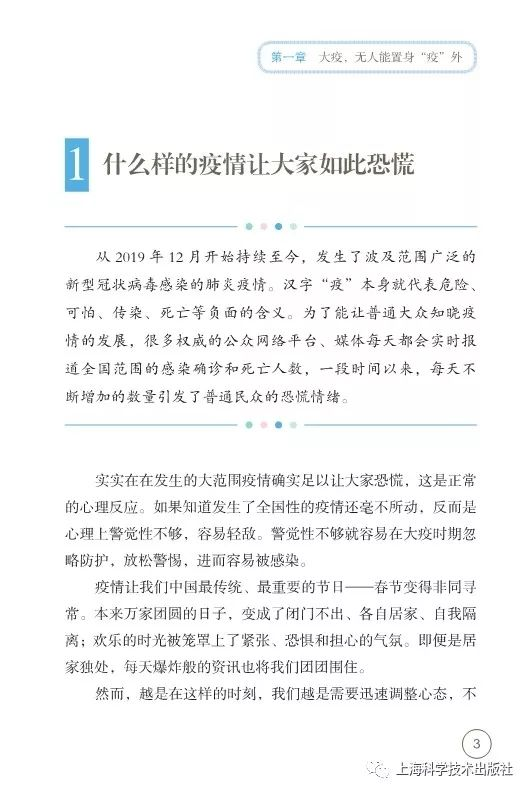 第一章 大疫，无人能置身“疫”外
1 什么样的疫情让大家如此恐慌
从 2019 年 12 月开始持续至今，发生了波及范围广泛的
新型冠状病毒感染的肺炎疫情。汉字“疫”本身就代表危险、
可怕、传染、死亡等负面的含义。为了能让普通大众知晓疫
情的发展，很多权威的公众网络平台、媒体每天都会实时报
道全国范围的感染确诊和死亡人数，一段时间以来，每天不
断增加的数量引发了普通民众的恐慌情绪。
实实在在发生的大范围疫情确实足以让大家恐慌，这是正常
的心理反应。如果知道发生了全国性的疫情还毫不所动，反而是
心理上警觉性不够，容易轻敌。警觉性不够就容易在大疫时期忽
略防护，放松警惕，进而容易被感染。
疫情让我们中国最传统、最重要的节日——春节变得非同寻
常。本来万家团圆的日子，变成了闭门不出、各自居家、自我隔
离；欢乐的时光被笼罩上了紧张、恐惧和担心的气氛。即便是居
家独处，每天爆炸般的资讯也将我们团团围住。
然而，越是在这样的时刻，我们越是需要迅速调整心态，不
3
上海科学技术出版社